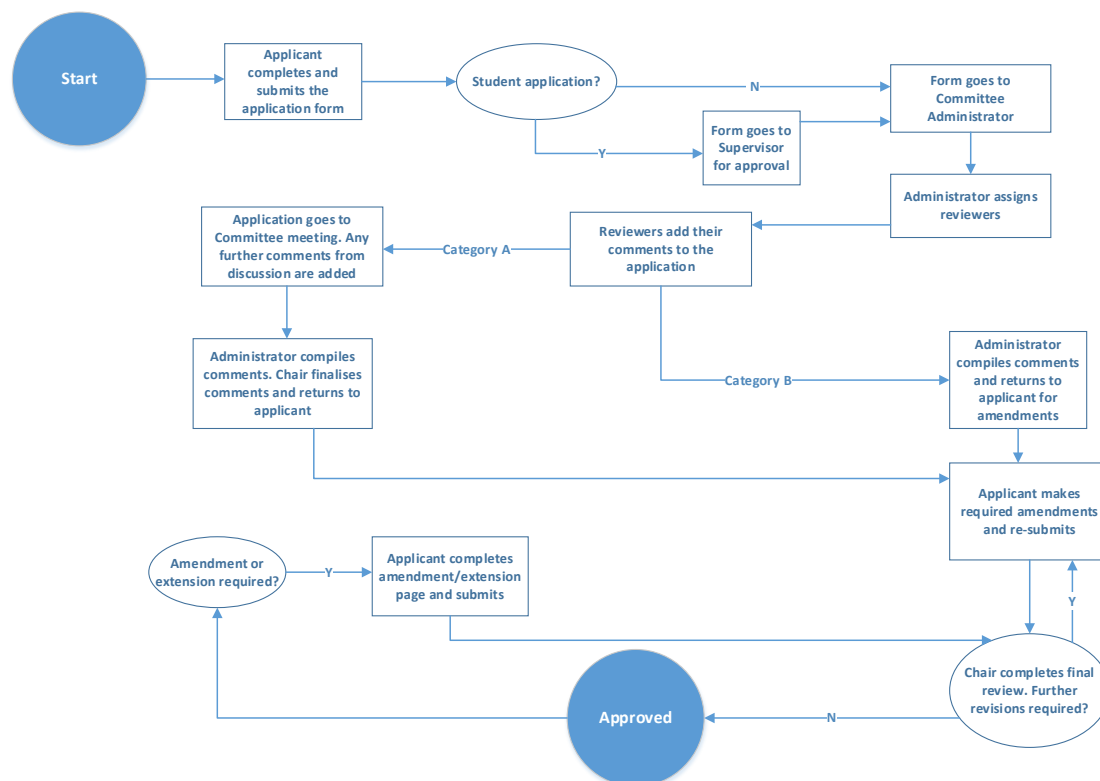 Start
Applicant
completes and
submits the
application form
Student application?
N
Form goes to
Committee
Administrator
Y
Form goes to
Supervisor
for approval
Administrator assigns
reviewers
Reviewers add their
comments to the
application
Category A
Application goes to
Committee meeting. Any
further comments from
discussion are added
Administrator compiles
comments. Chair finalises
comments and returns to
applicant
Category B
Administrator
compiles comments
and returns to
applicant for
amendments
Applicant makes
required amendments
and re-submits
Amendment or
extension required?
Y
Applicant completes
amendment/extension
page and submits
Y
Chair completes final
review. Further
revisions required?
N
Approved